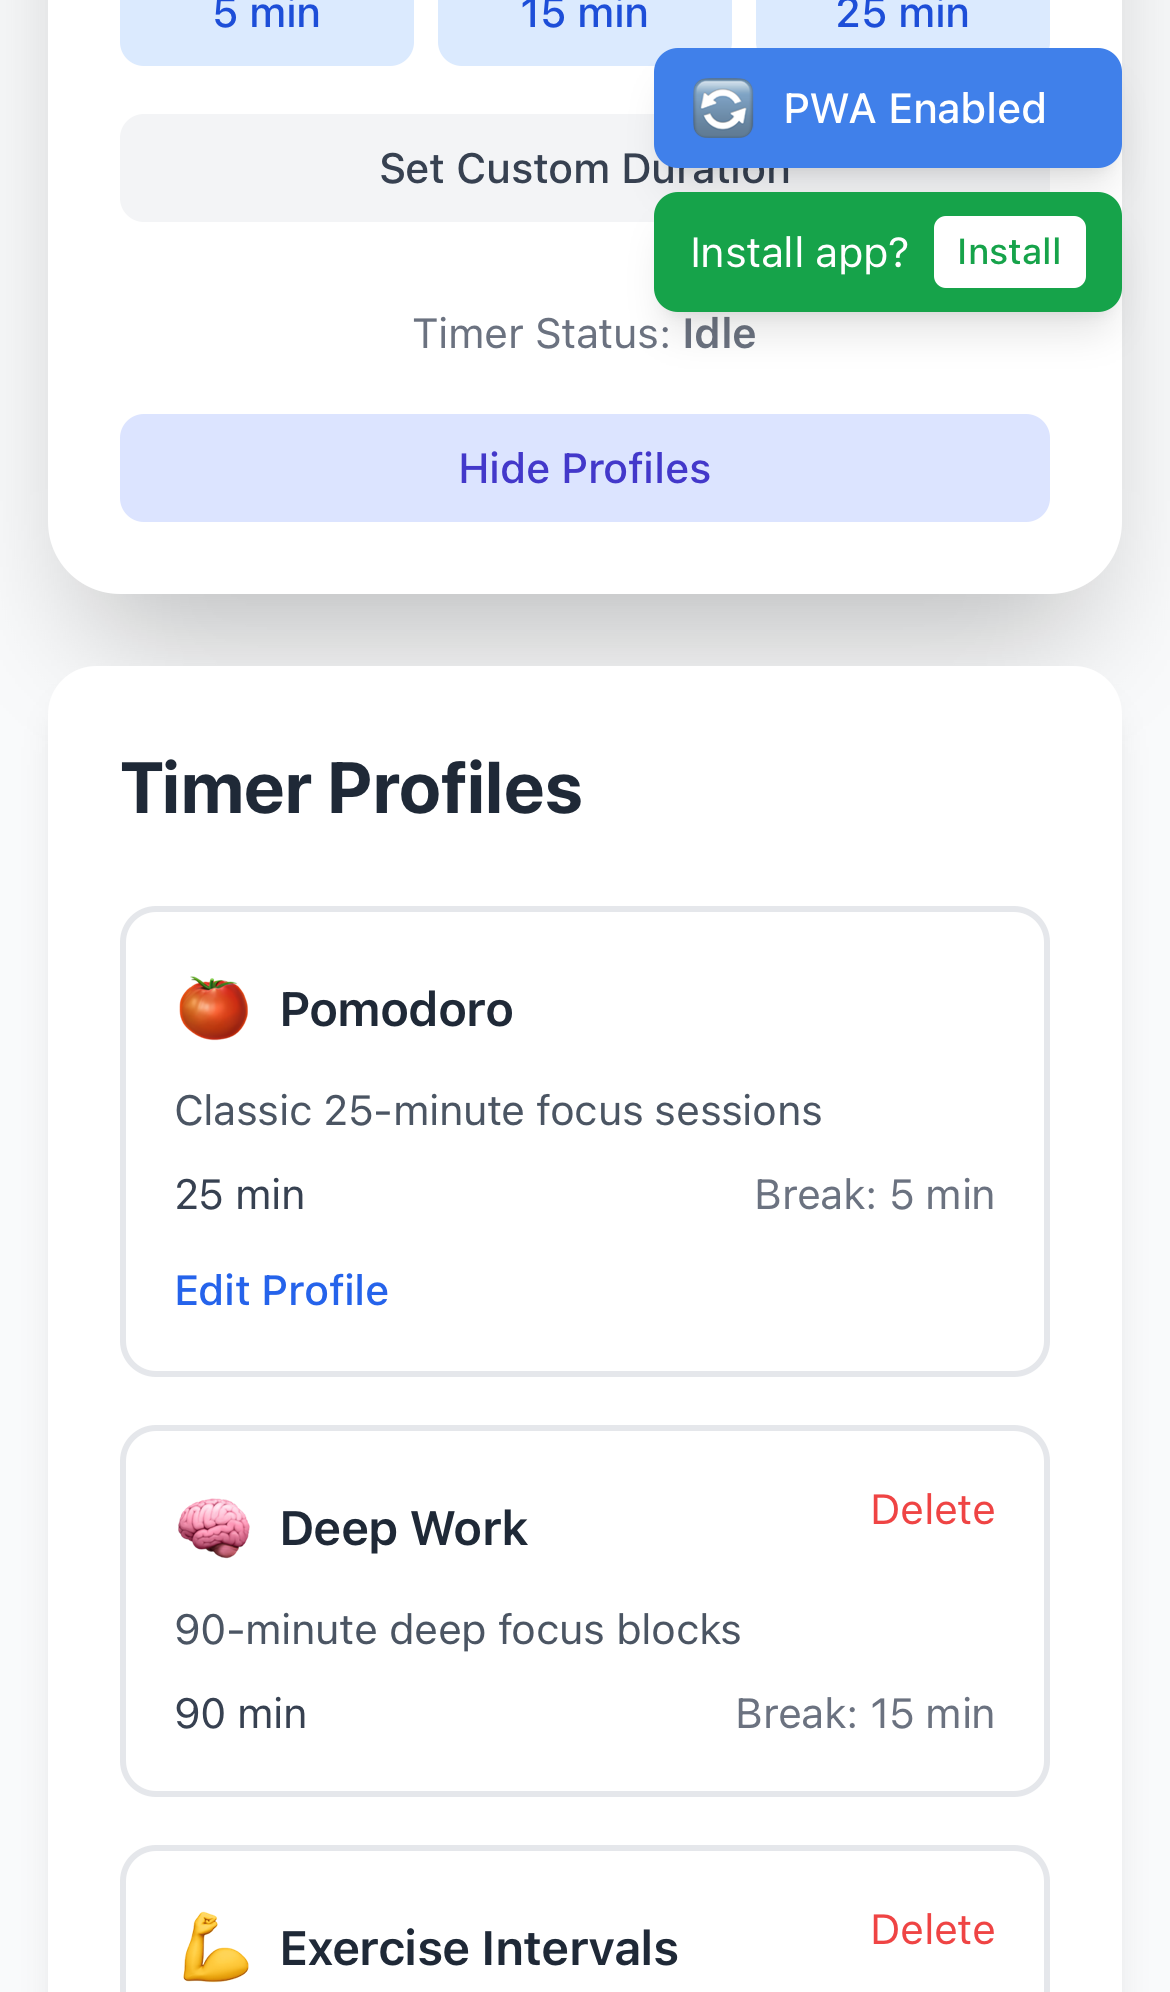 5 min
15 min
25 min
PWA Enabled
Set Custom Duration
Install app?
Install
Timer Status: Idle
Hide Profiles
Timer Profiles
Pomodoro
Classic 25-minute focus sessions
25 min
Break: 5 min
Edit Profile
Deep Work
Delete
90-minute deep focus blocks
90 min
Break: 15 min
Exercise Intervals
Delete